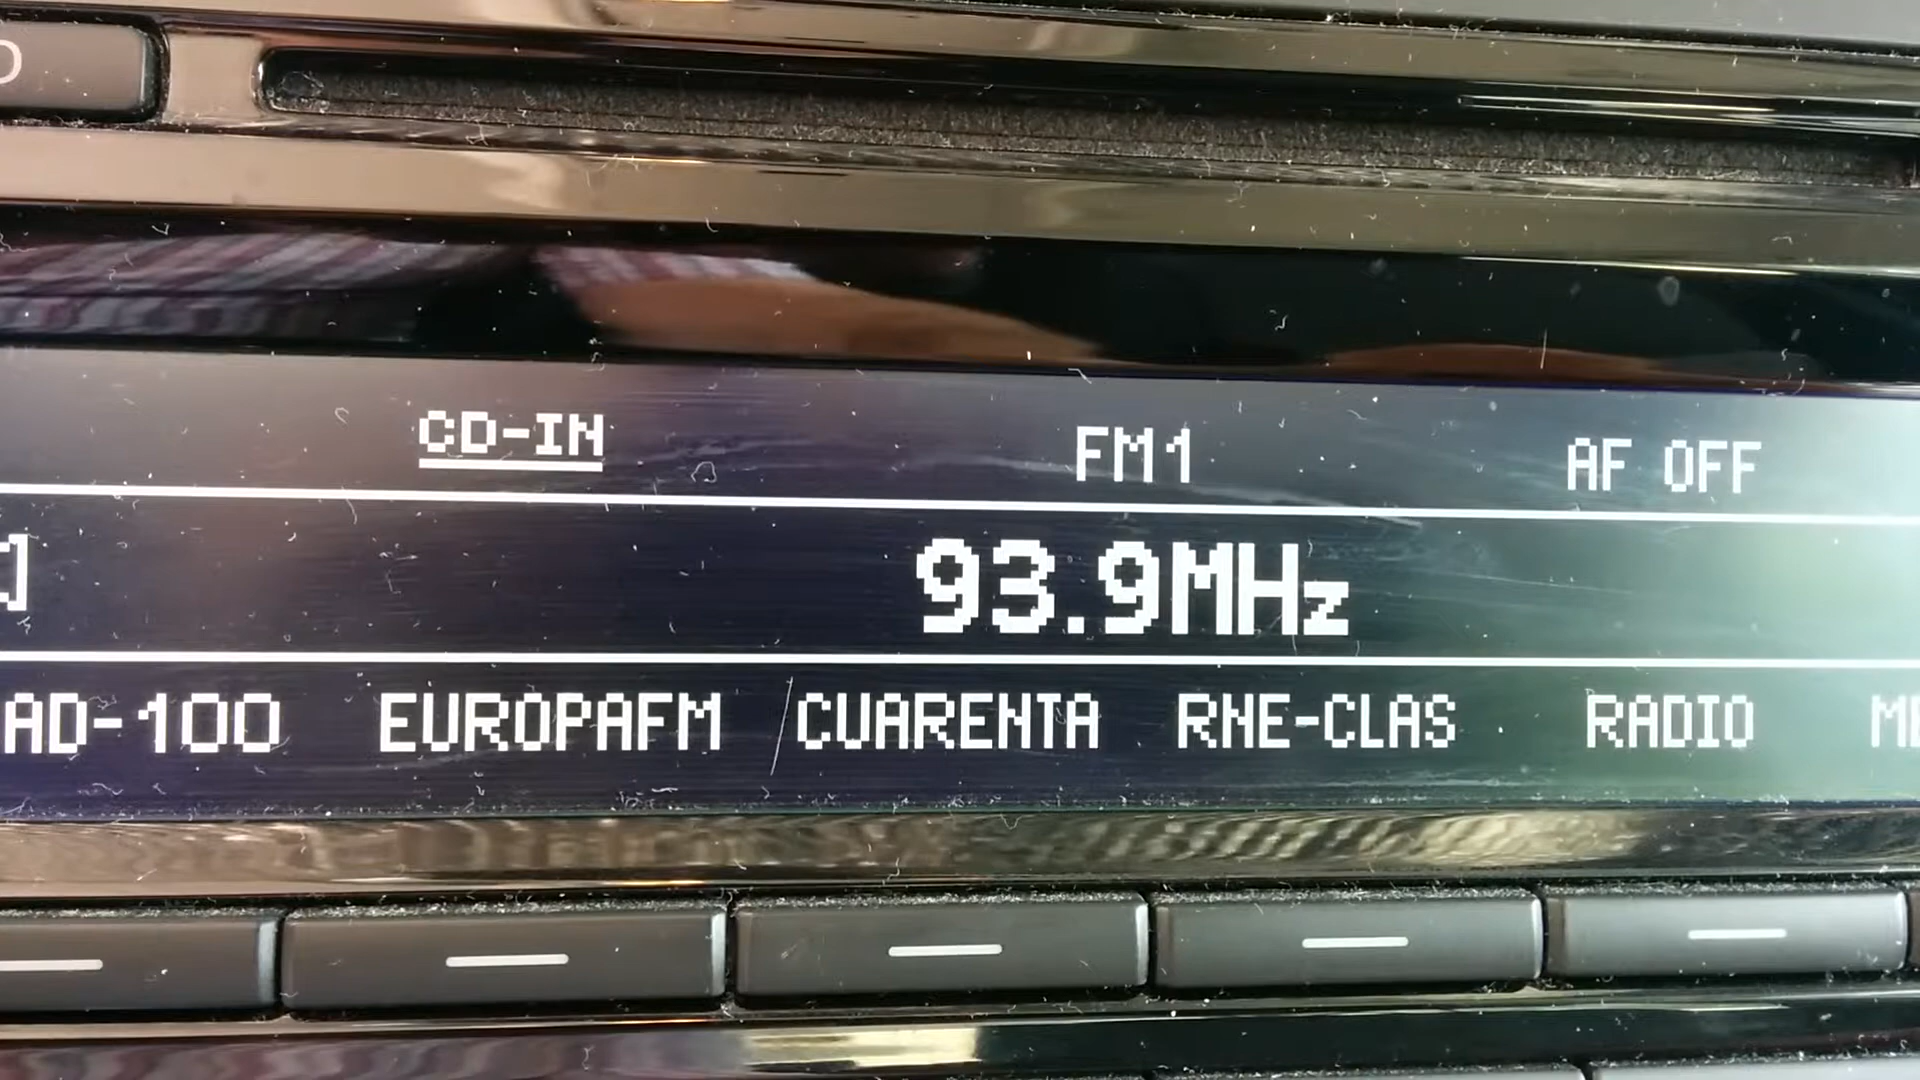 CD-IN FM1 AF OFF
] 93.9MHz
AD-100 EUROPAFM CUARENTA RNE-CLAS RADIO